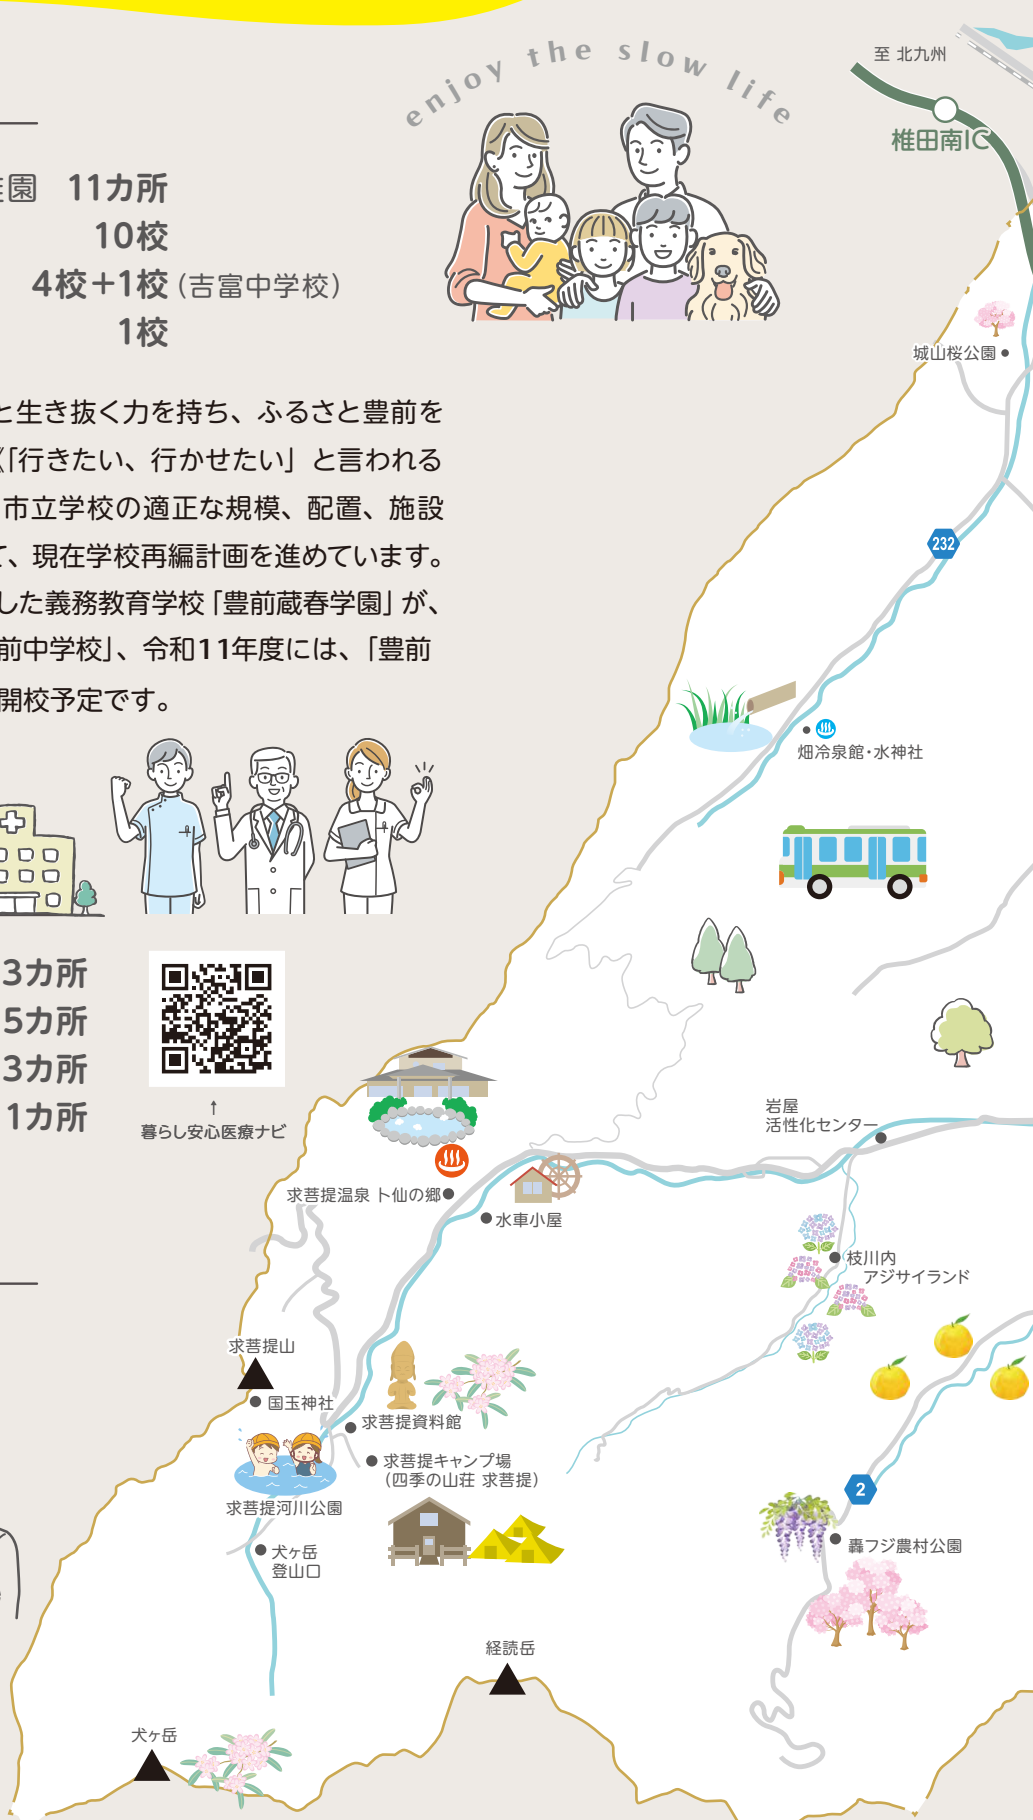 enjoy the slow life
至 北九州
椎田南IC
園 11カ所
10校
4校＋1校（吉富中学校）
1校
城山桜公園
と生き抜く力を持ち、ふるさと豊前を
「行きたい、行かせたい」と言われる
市立学校の適正な規模、配置、施設
、現在学校再編計画を進めています。
した義務教育学校「豊前蔵春学園」が、
前中学校」、令和11年度には、「豊前
開校予定です。
232
畑冷泉館・水神社
3カ所
5カ所
3カ所
1カ所
↑
暮らし安心医療ナビ
岩屋
活性化センター
求菩提温泉 卜仙の郷
水車小屋
枝川内
アジサイランド
求菩提山
国玉神社
求菩提資料館
求菩提キャンプ場
（四季の山荘 求菩提）
求菩提河川公園
2
轟フジ農村公園
犬ヶ岳
登山口
経読岳
犬ヶ岳